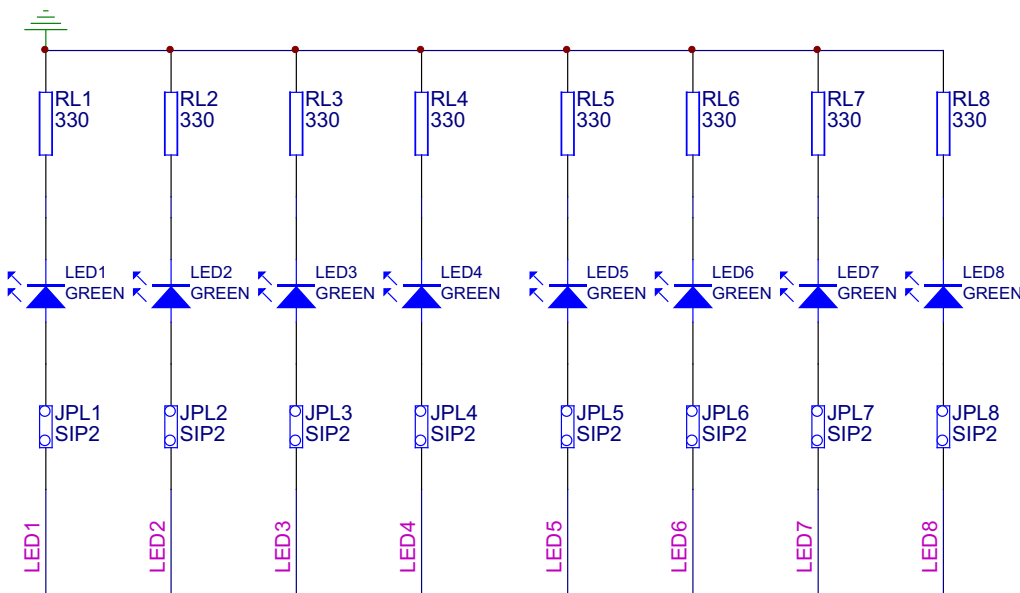 RL1
330
RL2
330
RL3
330
RL4
330
RL5
330
RL6
330
RL7
330
RL8
330
LED1
GREEN
LED2
GREEN
LED3
GREEN
LED4
GREEN
LED5
GREEN
LED6
GREEN
LED7
GREEN
LED8
GREEN
JPL1
SIP2
JPL2
SIP2
JPL3
SIP2
JPL4
SIP2
JPL5
SIP2
JPL6
SIP2
JPL7
SIP2
JPL8
SIP2
LED1
LED2
LED3
LED4
LED5
LED6
LED7
LED8